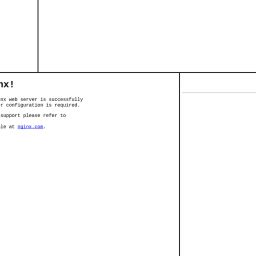 nx!
nx web server is successfully
r configuration is required.
support please refer to
le at nginx.com.